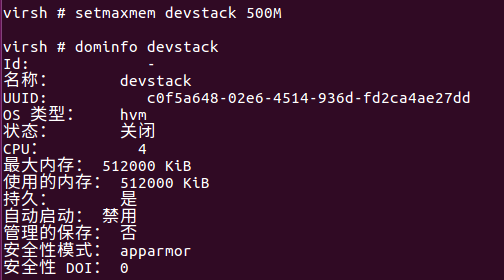 virsh # setmaxmem devstack 500M
virsh # dominfo devstack
Id: -
名称： devstack
UUID: c0f5a648-02e6-4514-936d-fd2ca4ae27dd
OS 类型： hvm
状态： 关闭
CPU： 4
最大内存： 512000 KiB
使用的内存： 512000 KiB
持久： 是
自动启动： 禁用
管理的保存： 否
安全性模式： apparmor
安全性 DOI： 0